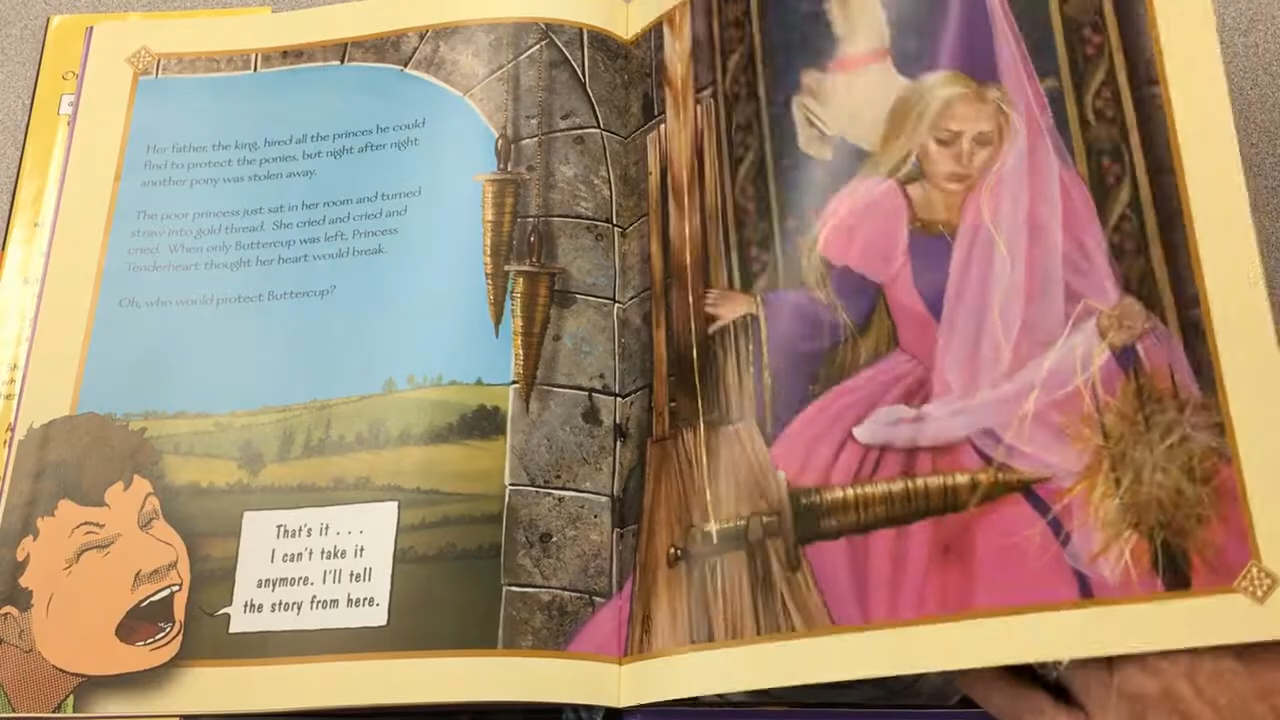 Her father, the king, hired all the princes he could
find to protect the ponies, but night after night
another pony was stolen away.
The poor princess just sat in her room and turned
straw into gold thread. She cried and cried and
cried. When only Buttercup was left, Princess
Tenderheart thought her heart would break.
Oh, who would protect Buttercup?
That's it . . .
I can't take it
anymore. I'll tell
the story from here.